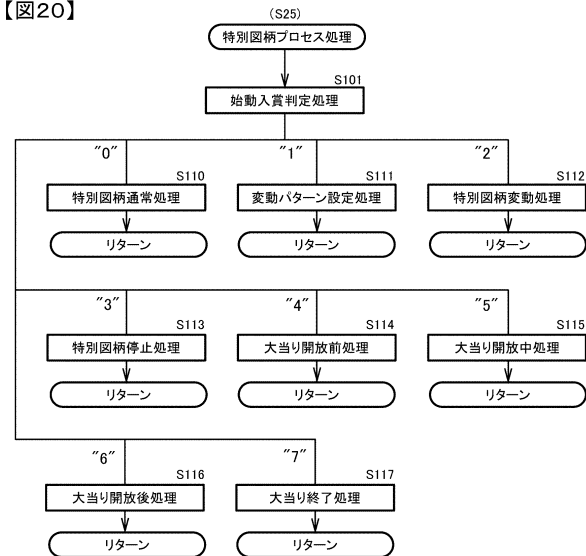 【図20】
(S25)
特別図柄プロセス処理
S101
始動入賞判定処理
"0"
"1"
"2"
S110
S111
S112
特別図柄通常処理
変動パターン設定処理
特別図柄変動処理
リターン
リターン
リターン
"3"
"4"
"5"
S113
S114
S115
特別図柄停止処理
大当り開放前処理
大当り開放中処理
リターン
リターン
リターン
"6"
"7"
S116
S117
大当り開放後処理
大当り終了処理
リターン
リターン